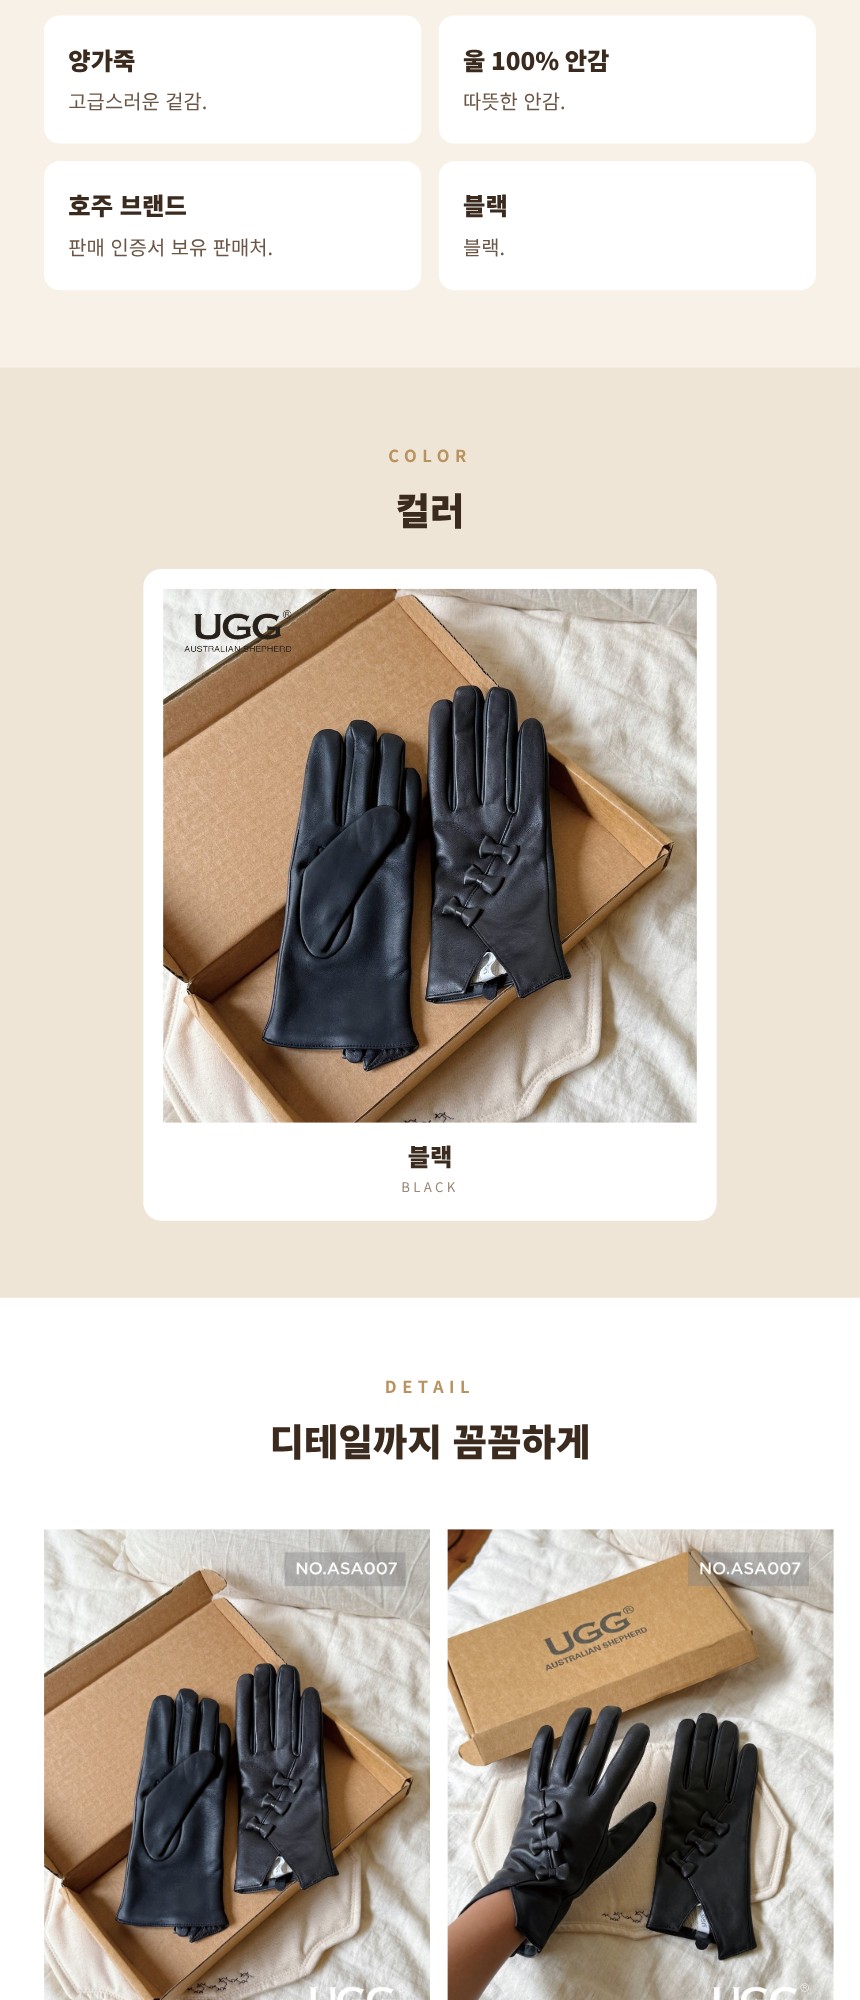 양가죽
고급스러운 겉감.
울 100% 안감
따뜻한 안감.
호주 브랜드
판매 인증서 보유 판매처.
블랙
블랙.
COLOR
컬러
UGG®
AUSTRALIAN SHEPHERD
블랙
BLACK
DETAIL
디테일까지 꼼꼼하게
NO.ASA007
UGG
NO.ASA007
UGG®
AUSTRALIAN SHEPHERD
UGG®